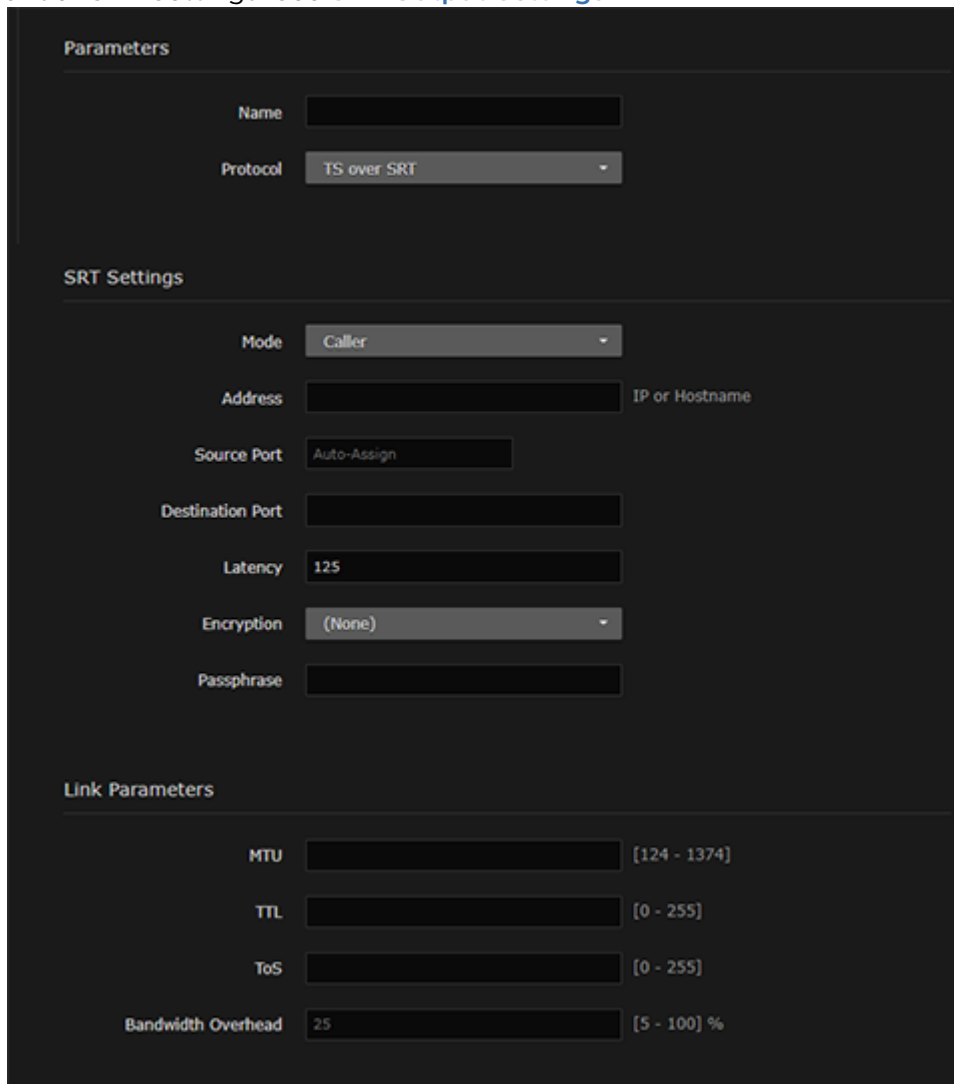 Parameters
Name
Protocol TS over SRT
SRT Settings
Mode Caller
Address IP or Hostname
Source Port Auto-Assign
Destination Port
Latency 125
Encryption (None)
Passphrase
Link Parameters
MTU [124 - 1374]
TTL [0 - 255]
ToS [0 - 255]
Bandwidth Overhead 25 [5 - 100] %